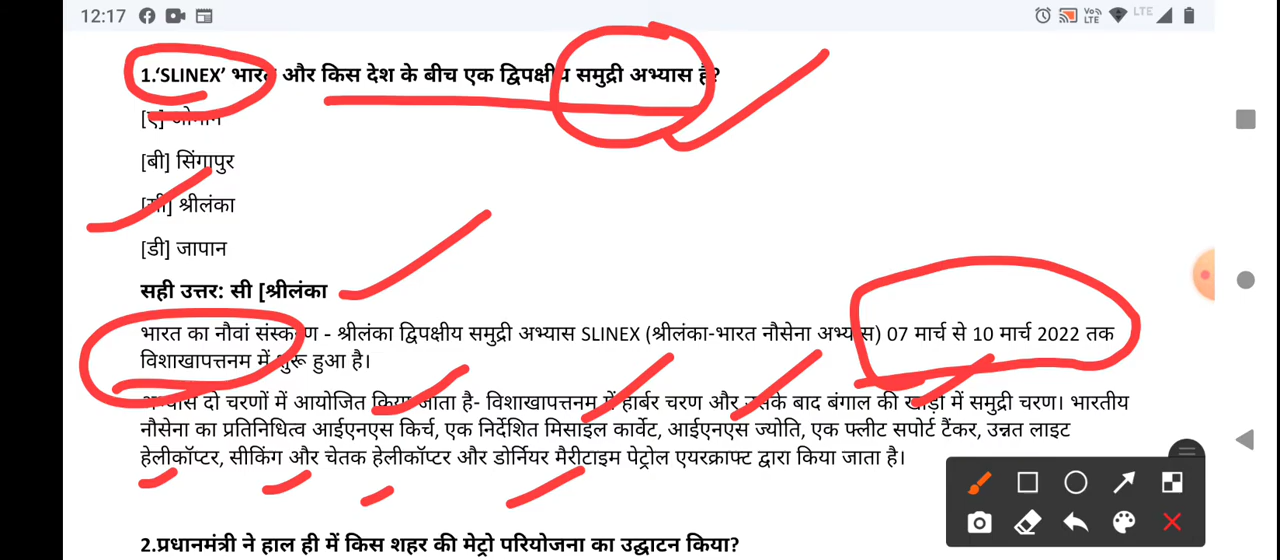 12:17
LTE
1.‘SLINEX’ भारत और किस देश के बीच एक द्विपक्षीय समुद्री अभ्यास है?
[ए] ओमान
[बी] सिंगापुर
[सी] श्रीलंका
[डी] जापान
सही उत्तर: सी [श्रीलंका
भारत का नौवां संस्करण - श्रीलंका द्विपक्षीय समुद्री अभ्यास SLINEX (श्रीलंका-भारत नौसेना अभ्यास) 07 मार्च से 10 मार्च 2022 तक
विशाखापत्तनम में शुरू हुआ है।
अभ्यास दो चरणों में आयोजित किया जाता है- विशाखापत्तनम में हार्बर चरण और उसके बाद बंगाल की खाड़ी में समुद्री चरण। भारतीय
नौसेना का प्रतिनिधित्व आईएनएस किर्च, एक निर्देशित मिसाइल कार्वेट, आईएनएस ज्योति, एक फ्लीट सपोर्ट टैंकर, उन्नत लाइट
हेलीकॉप्टर, सीकिंग और चेतक हेलीकॉप्टर और डोर्नियर मैरीटाइम पेट्रोल एयरक्राफ्ट द्वारा किया जाता है।
2.प्रधानमंत्री ने हाल ही में किस शहर की मेट्रो परियोजना का उद्घाटन किया?